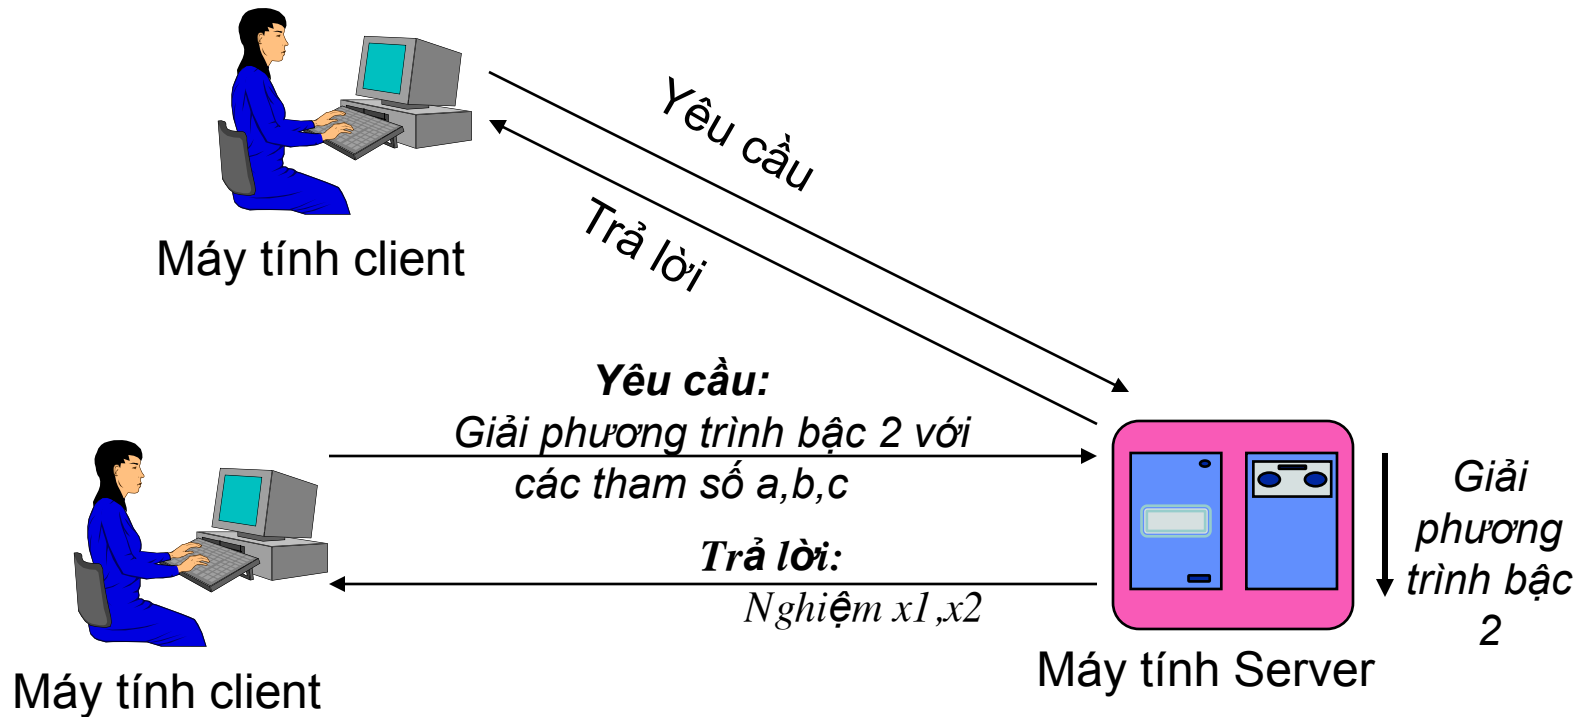 Yêu cầu
Trả lời
Máy tính client
Yêu cầu:
Giải phương trình bậc 2 với
các tham số a,b,c
Trả lời:
Nghiệm x1,x2
Giải
phương
trình bậc
2
Máy tính Server
Máy tính client